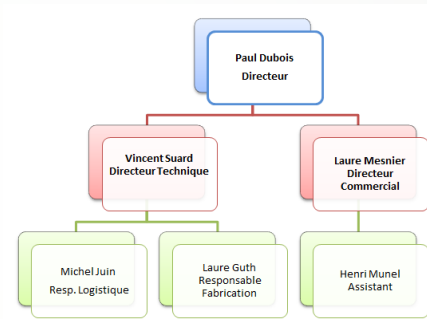 Paul Dubois
Directeur
Vincent Suard
Directeur Technique
Laure Mesnier
Directeur
Commercial
Michel Juin
Resp. Logistique
Laure Guth
Responsable
Fabrication
Henri Munel
Assistant